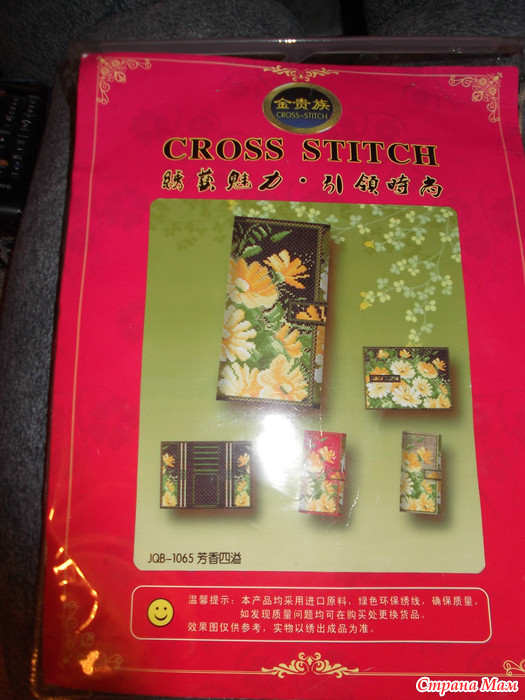 金贵族
CROSS-STITCH
CROSS STITCH
绣艺魅力·引领時尚
JQB-1065 芳香四溢
温馨提示：本产品均采用进口原料，绿色环保绣线，确保质量，
如发现质量问题均可在购买处更换货品。
效果图仅供参考，实物以绣出成品为准。
Страна Мам